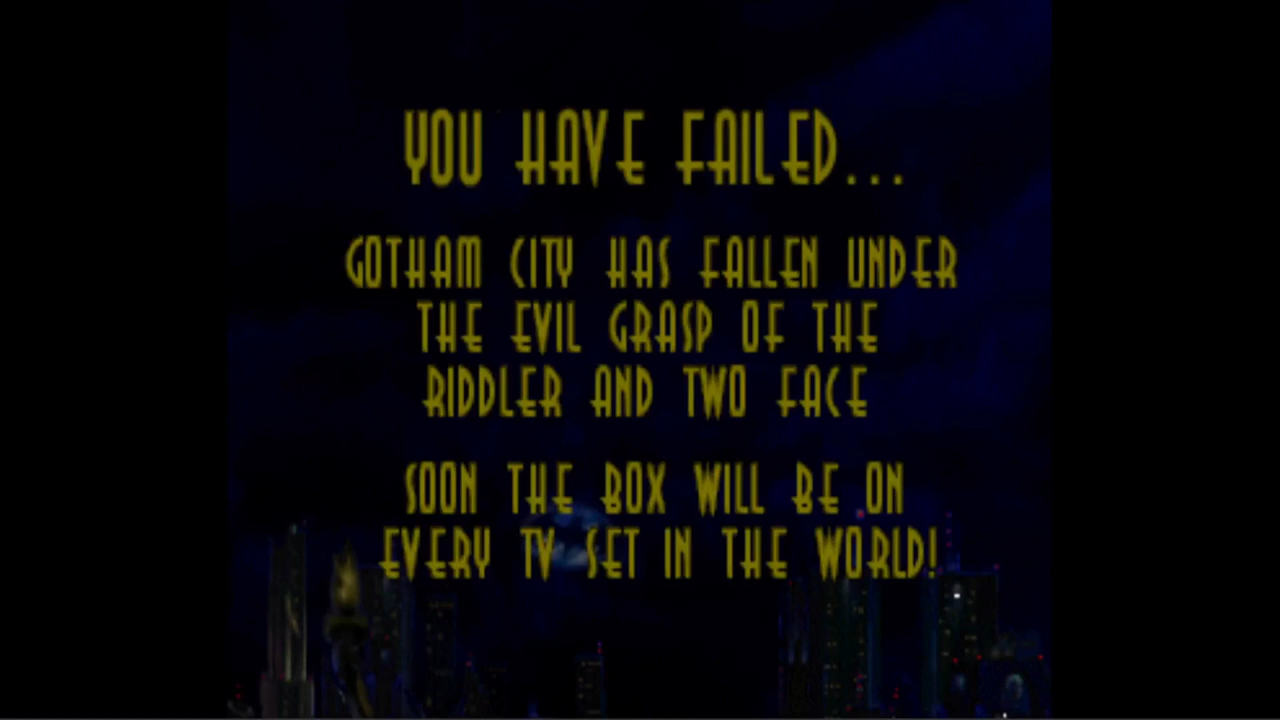 YOU HAVE FAILED...
GOTHAM CITY HAS FALLEN UNDER
THE EVIL GRASP OF THE
RIDDLER AND TWO FACE
SOON THE BOX WILL BE ON
EVERY TV SET IN THE WORLD!